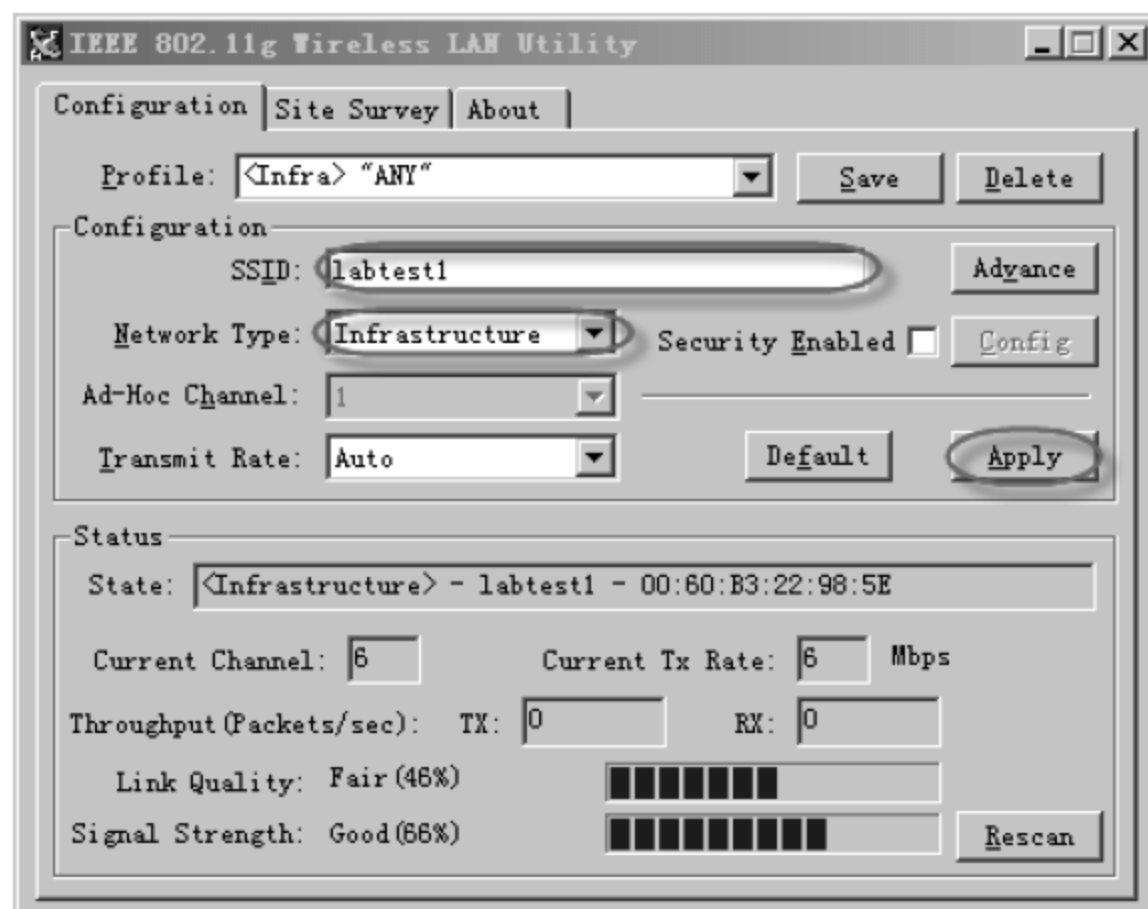 IEEE 802.11g Wireless LAN Utility
Configuration Site Survey About
Profile: <Infra> "ANY" Save Delete
Configuration
SSID: labtest1 Advance
Network Type: Infrastructure Security Enabled Config
Ad-Hoc Channel: 1
Transmit Rate: Auto Default Apply
Status
State: <Infrastructure> - labtest1 - 00:60:B3:22:98:5E
Current Channel: 6 Current Tx Rate: 6 Mbps
Throughput(Packets/sec): TX: 0 RX: 0
Link Quality: Fair(46%)
Signal Strength: Good(66%) Rescan